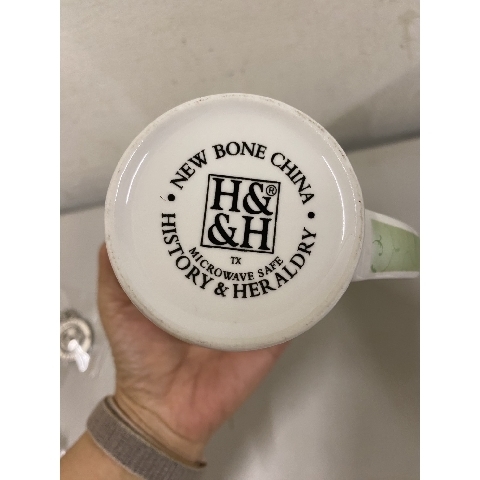 • NEW BONE CHINA •
H&®
&H
TX
MICROWAVE SAFE
HISTORY & HERALDRY